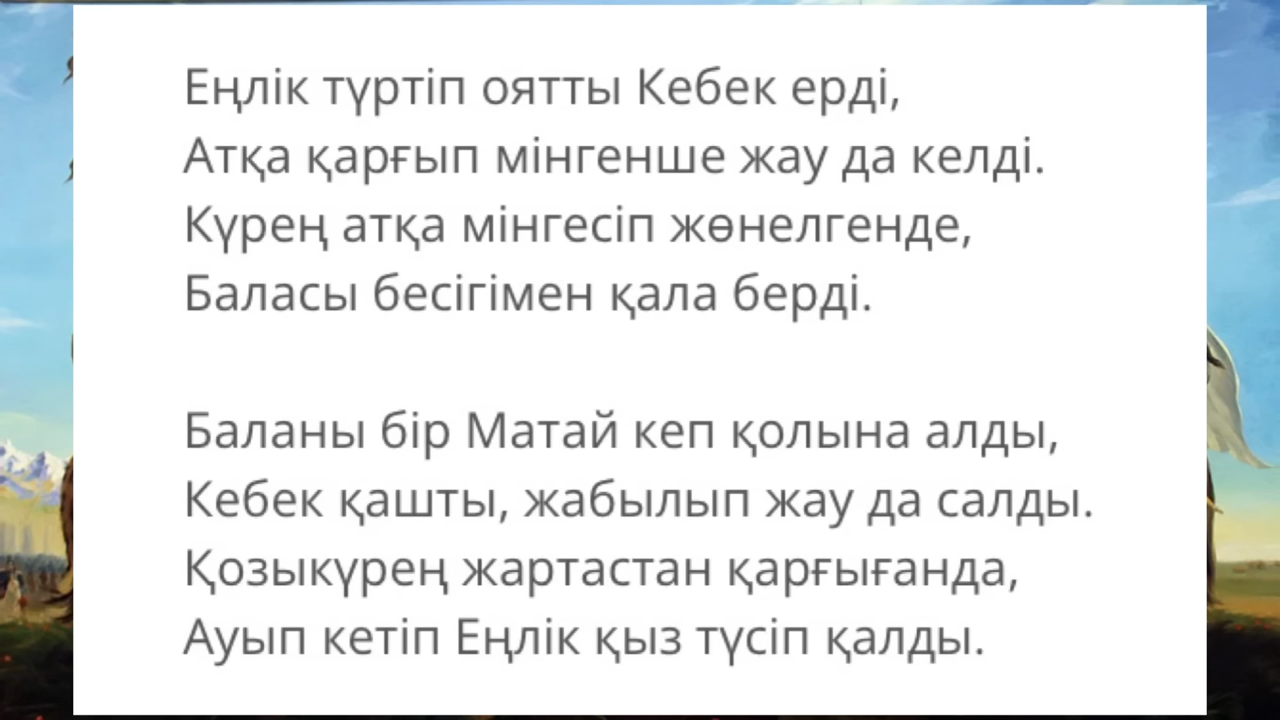 Еңлік түртіп оятты Кебек ерді,
Атқа қарғып мінгенше жау да келді.
Күрең атқа мінгесіп жөнелгенде,
Баласы бесігімен қала берді.
Баланы бір Матай кеп қолына алды,
Кебек қашты, жабылып жау да салды.
Қозыкүрең жартастан қарғығанда,
Ауып кетіп Еңлік қыз түсіп қалды.